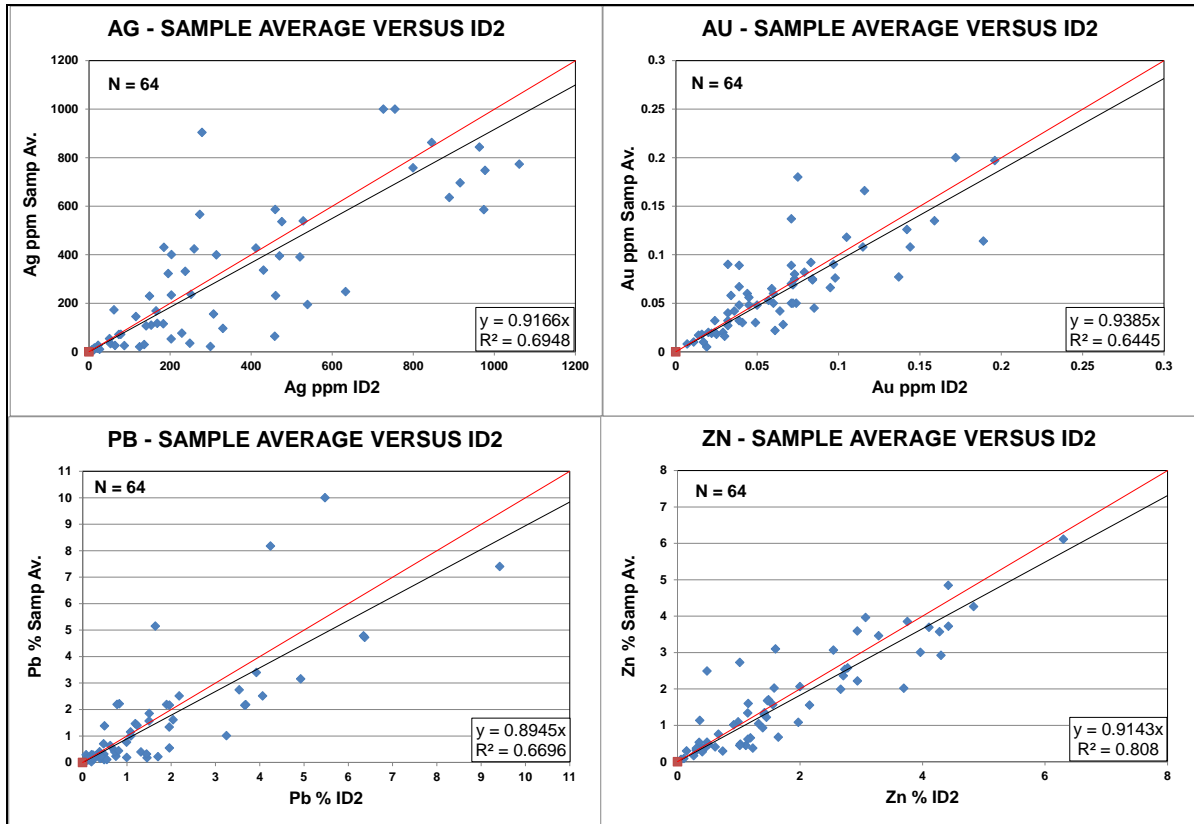 AG - SAMPLE AVERAGE VERSUS ID2
N = 64
1200
1000
800
600
400
200
0
Ag ppm Samp Av.
0 200 400 600 800 1000 1200
Ag ppm ID2
y = 0.9166x
R² = 0.6948
AU - SAMPLE AVERAGE VERSUS ID2
N = 64
0.3
0.25
0.2
0.15
0.1
0.05
0
Au ppm Samp Av.
0 0.05 0.1 0.15 0.2 0.25 0.3
Au ppm ID2
y = 0.9385x
R² = 0.6445
PB - SAMPLE AVERAGE VERSUS ID2
N = 64
11
10
9
8
7
6
5
4
3
2
1
0
Pb % Samp Av.
0 1 2 3 4 5 6 7 8 9 10 11
Pb % ID2
y = 0.8945x
R² = 0.6696
ZN - SAMPLE AVERAGE VERSUS ID2
N = 64
8
7
6
5
4
3
2
1
0
Zn % Samp Av.
0 2 4 6 8
Zn % ID2
y = 0.9143x
R² = 0.808